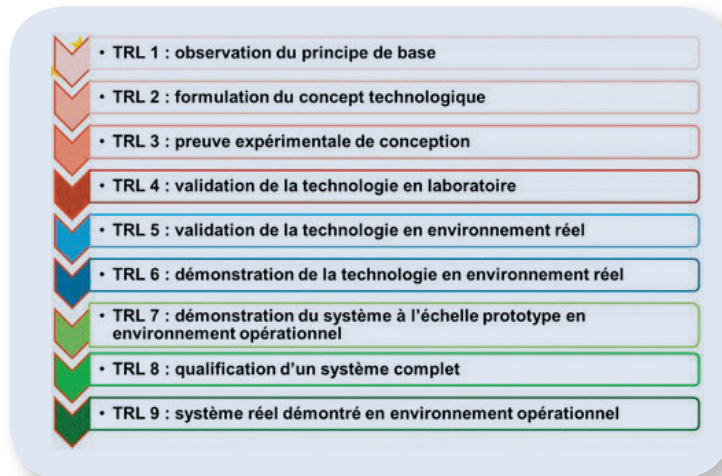 • TRL 1 : observation du principe de base
• TRL 2 : formulation du concept technologique
• TRL 3 : preuve expérimentale de conception
• TRL 4 : validation de la technologie en laboratoire
• TRL 5 : validation de la technologie en environnement réel
• TRL 6 : démonstration de la technologie en environnement réel
• TRL 7 : démonstration du système à l’échelle prototype en
environnement opérationnel
• TRL 8 : qualification d’un système complet
• TRL 9 : système réel démontré en environnement opérationnel